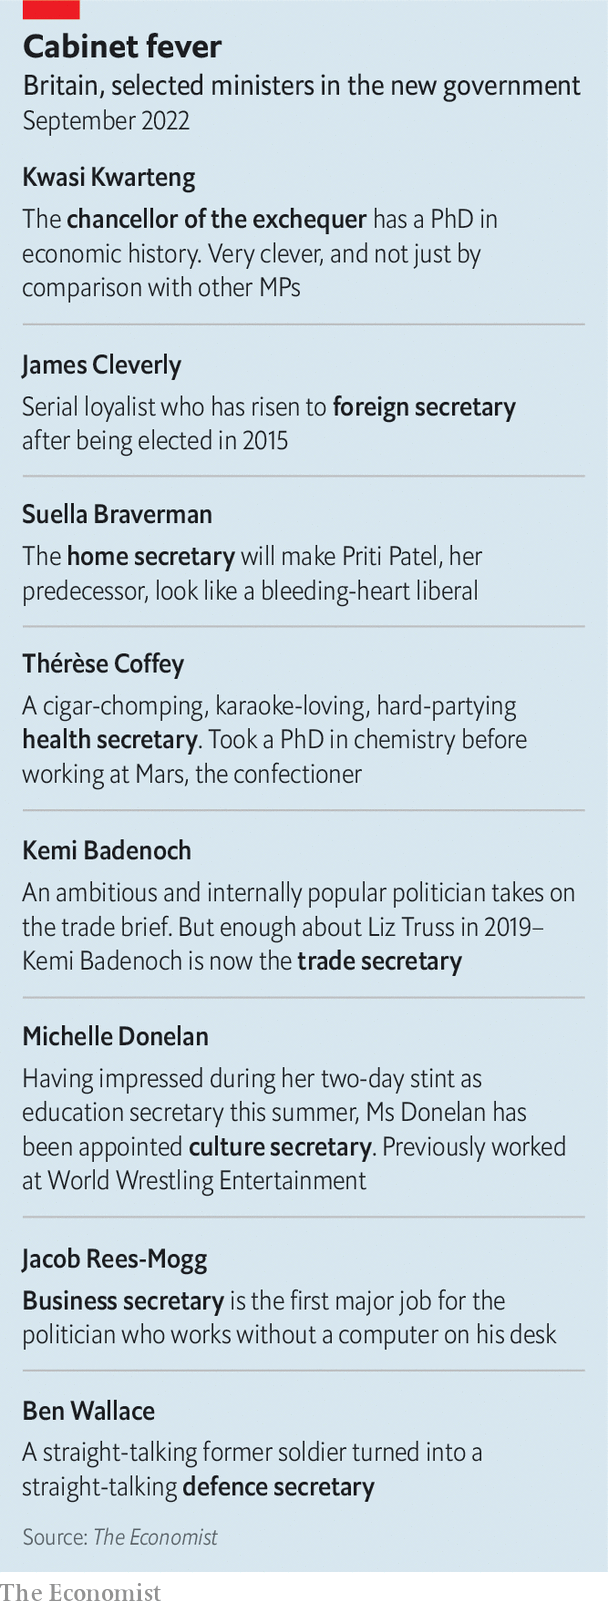 Cabinet fever
Britain, selected ministers in the new government
September 2022
Kwasi Kwarteng
The chancellor of the exchequer has a PhD in
economic history. Very clever, and not just by
comparison with other MPs
James Cleverly
Serial loyalist who has risen to foreign secretary
after being elected in 2015
Suella Braverman
The home secretary will make Priti Patel, her
predecessor, look like a bleeding-heart liberal
Thérèse Coffey
A cigar-chomping, karaoke-loving, hard-partying
health secretary. Took a PhD in chemistry before
working at Mars, the confectioner
Kemi Badenoch
An ambitious and internally popular politician takes on
the trade brief. But enough about Liz Truss in 2019–
Kemi Badenoch is now the trade secretary
Michelle Donelan
Having impressed during her two-day stint as
education secretary this summer, Ms Donelan has
been appointed culture secretary. Previously worked
at World Wrestling Entertainment
Jacob Rees-Mogg
Business secretary is the first major job for the
politician who works without a computer on his desk
Ben Wallace
A straight-talking former soldier turned into a
straight-talking defence secretary
Source: The Economist
The Economist